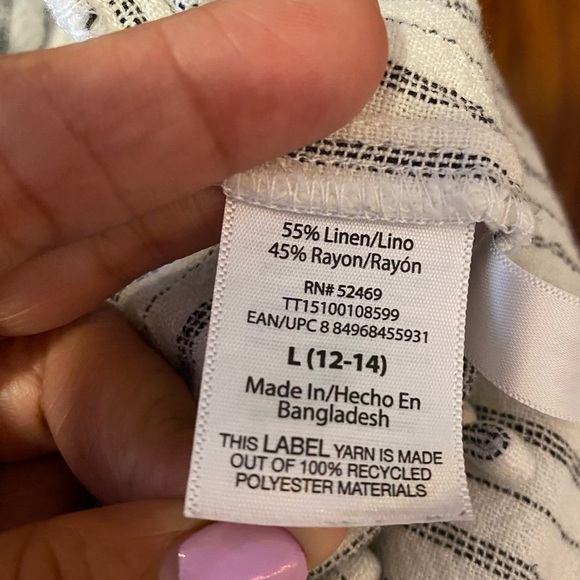 55% Linen/Lino
45% Rayon/Rayón
RN# 52469
TT15100108599
EAN/UPC 8 84968455931
L (12-14)
Made In/Hecho En
Bangladesh
THIS LABEL YARN IS MADE
OUT OF 100% RECYCLED
POLYESTER MATERIALS